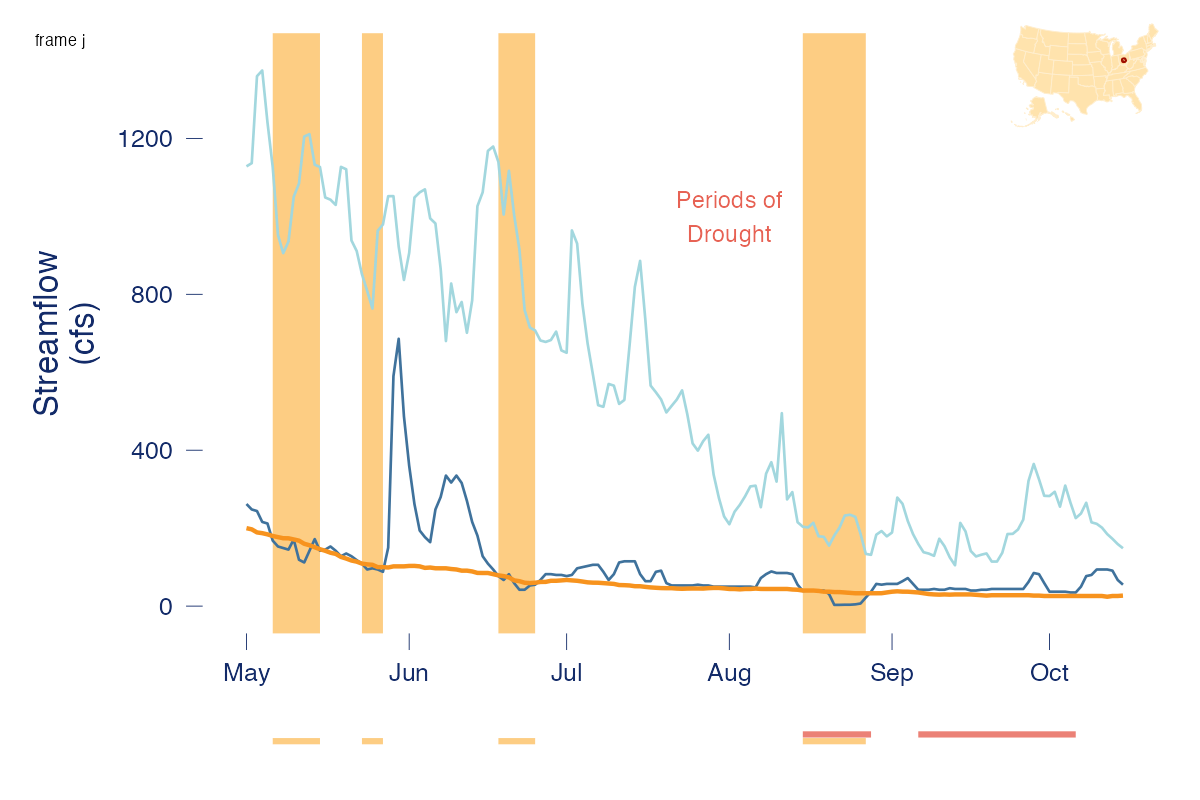 frame j
1200
800
400
0
Streamflow
(cfs)
Periods of
Drought
May Jun Jul Aug Sep Oct